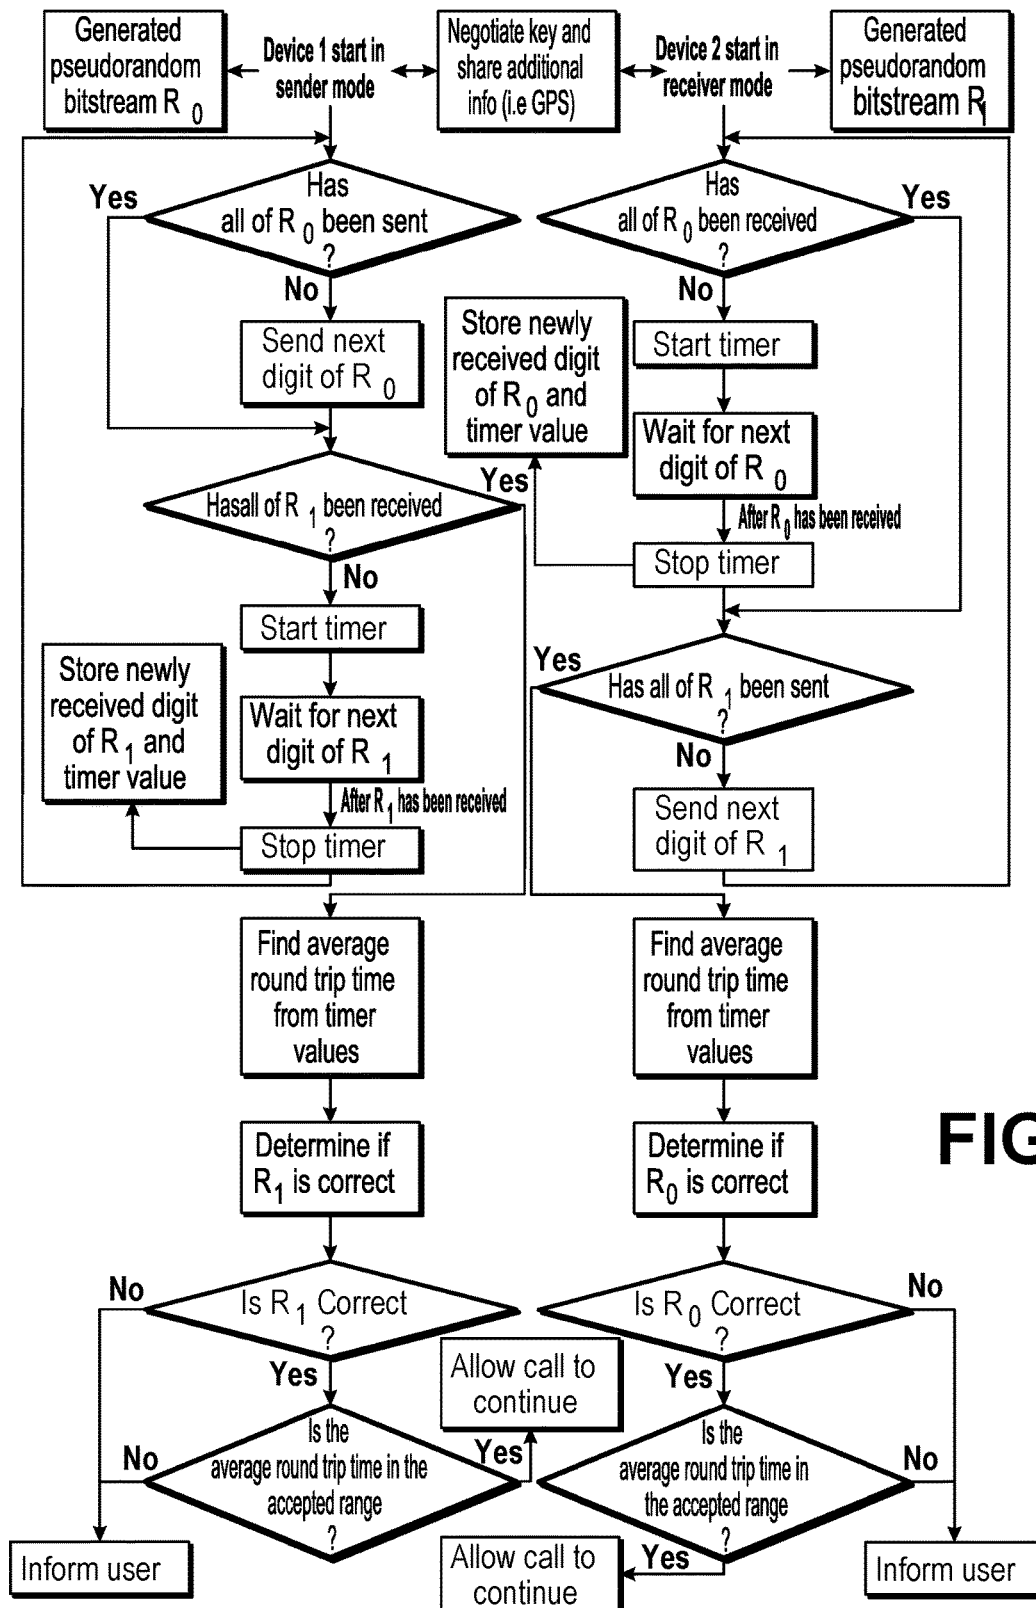 Generated
pseudorandom
bitstream R 0
Device 1 start in
sender mode
Negotiate key and
share additional
info (i.e GPS)
Device 2 start in
receiver mode
Generated
pseudorandom
bitstream R1
Yes
Has
all of R 0 been sent
?
No
Send next
digit of R 0
Has
all of R 0 been received
?
Yes
No
Start timer
Store newly
received digit
of R 0 and
timer value
Wait for next
digit of R 0
After R 0 has been received
Stop timer
Hasall of R 1 been received
?
Yes
No
Start timer
Store newly
received digit
of R 1 and
timer value
Wait for next
digit of R 1
After R 1 has been received
Stop timer
Yes
Has all of R 1 been sent
?
No
Send next
digit of R 1
Find average
round trip time
from timer
values
Find average
round trip time
from timer
values
Determine if
R1 is correct
Determine if
R0 is correct
FIG
No
Is R 1 Correct
?
Yes
Is R 0 Correct
?
No
Yes
Allow call to
continue
No
Is the
average round trip time in the
accepted range
?
Yes
Is the
average round trip time in
the accepted range
?
No
Yes
Inform user
Allow call to
continue
Inform user